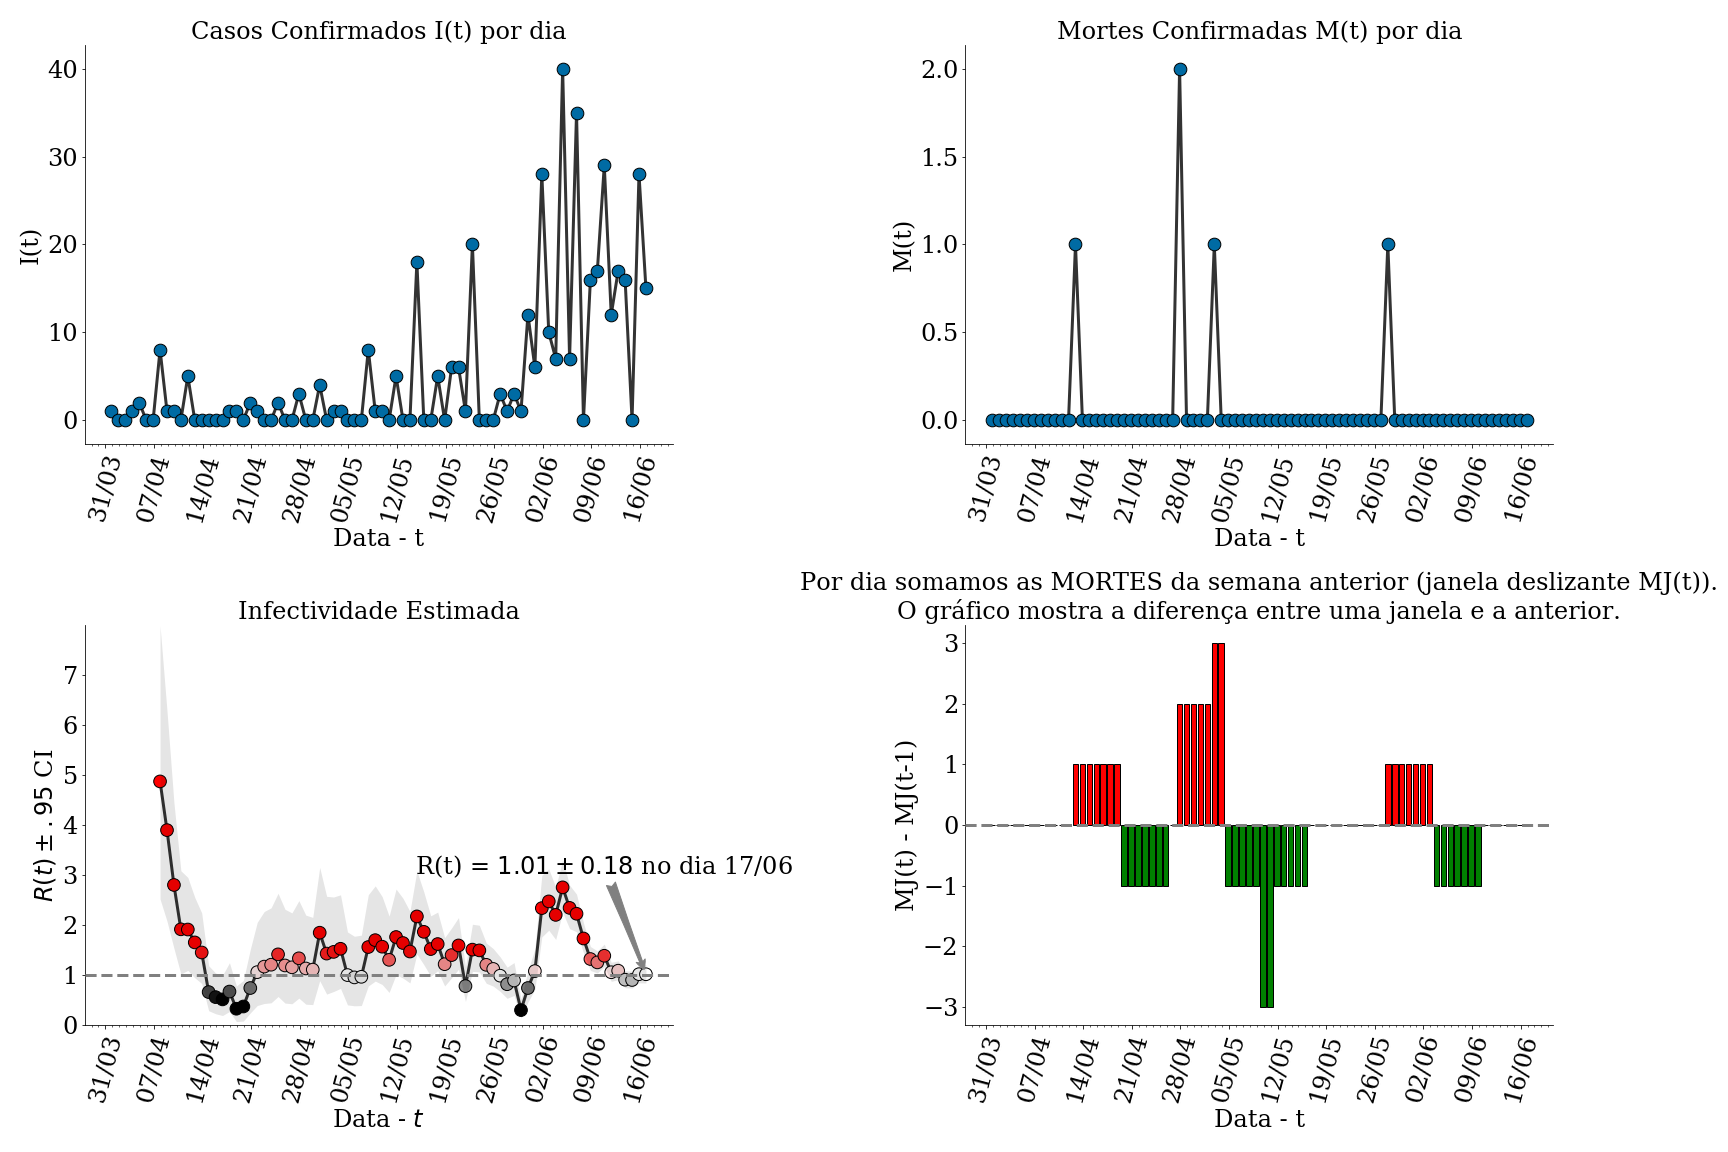 Casos Confirmados I(t) por dia
I(t)
40
30
20
10
0
31/03 07/04 14/04 21/04 28/04 05/05 12/05 19/05 26/05 02/06 09/06 16/06
Data - t
Mortes Confirmadas M(t) por dia
M(t)
2.0
1.5
1.0
0.5
0.0
31/03 07/04 14/04 21/04 28/04 05/05 12/05 19/05 26/05 02/06 09/06 16/06
Data - t
Infectividade Estimada
R(t) ± .95 CI
7
6
5
4
3
2
1
0
R(t) = 1.01 ± 0.18 no dia 17/06
31/03 07/04 14/04 21/04 28/04 05/05 12/05 19/05 26/05 02/06 09/06 16/06
Data - t
Por dia somamos as MORTES da semana anterior (janela deslizante MJ(t)).
O gráfico mostra a diferença entre uma janela e a anterior.
MJ(t) - MJ(t-1)
3
2
1
0
−1
−2
−3
31/03 07/04 14/04 21/04 28/04 05/05 12/05 19/05 26/05 02/06 09/06 16/06
Data - t